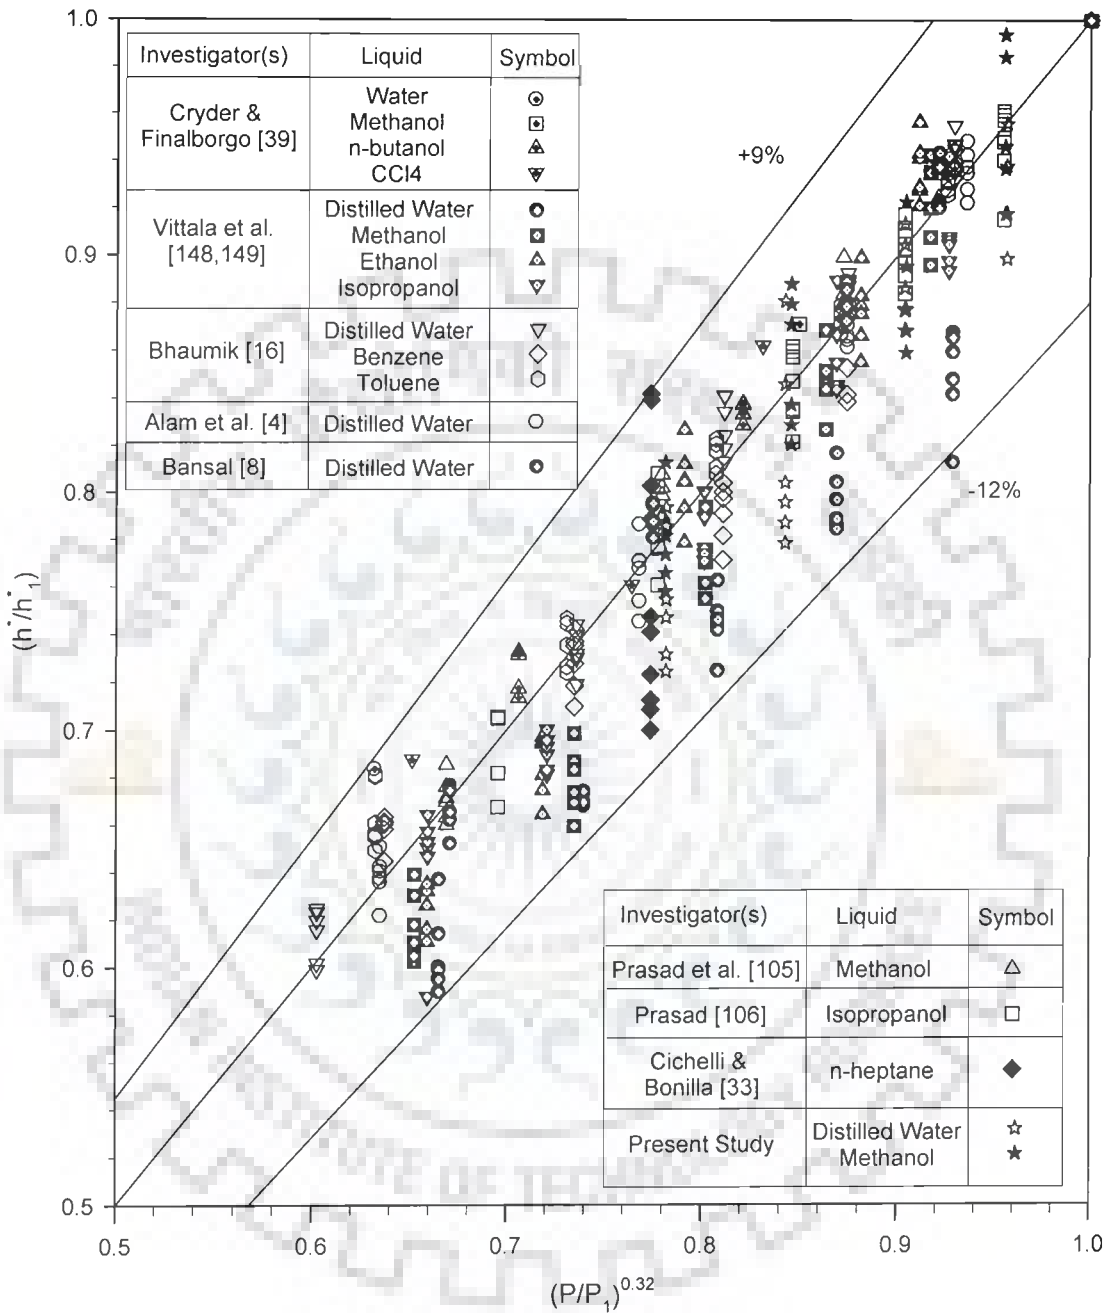 1.0
Investigator(s) Liquid Symbol
Cryder & Finalborgo [39]
Water
Methanol
n-butanol
CCl4
Vittala et al. [148,149]
Distilled Water
Methanol
Ethanol
Isopropanol
Bhaumik [16]
Distilled Water
Benzene
Toluene
Alam et al. [4] Distilled Water
Bansal [8] Distilled Water
+9%
-12%
0.9
0.8
0.7
0.6
0.5
(h*/h*1)
Investigator(s) Liquid Symbol
Prasad et al. [105] Methanol
Prasad [106] Isopropanol
Cichelli & Bonilla [33] n-heptane
Present Study
Distilled Water
Methanol
0.5 0.6 0.7 0.8 0.9 1.0
(P/P1)0.32